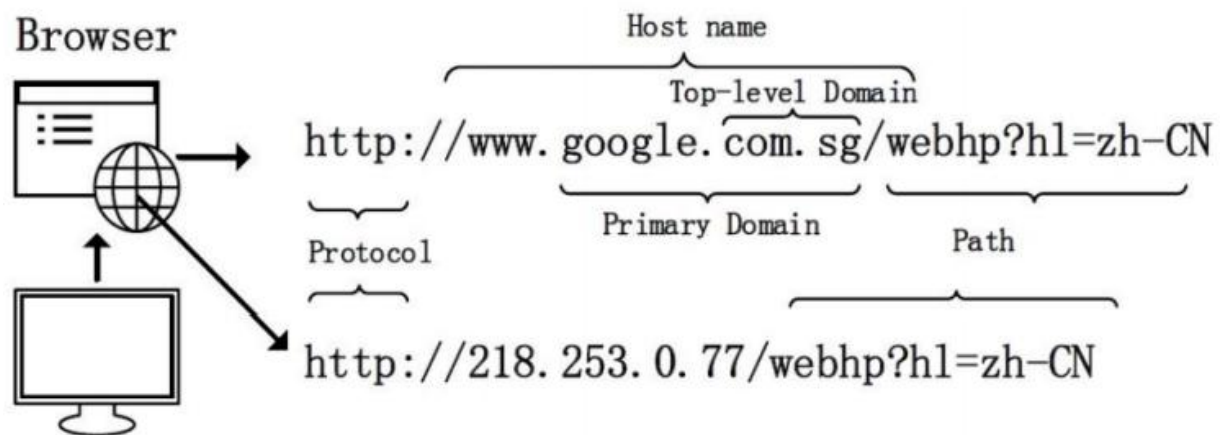 Browser
Host name
Top-level Domain
http://www.google.com.sg/webhp?hl=zh-CN
Primary Domain
Path
Protocol
http://218.253.0.77/webhp?hl=zh-CN